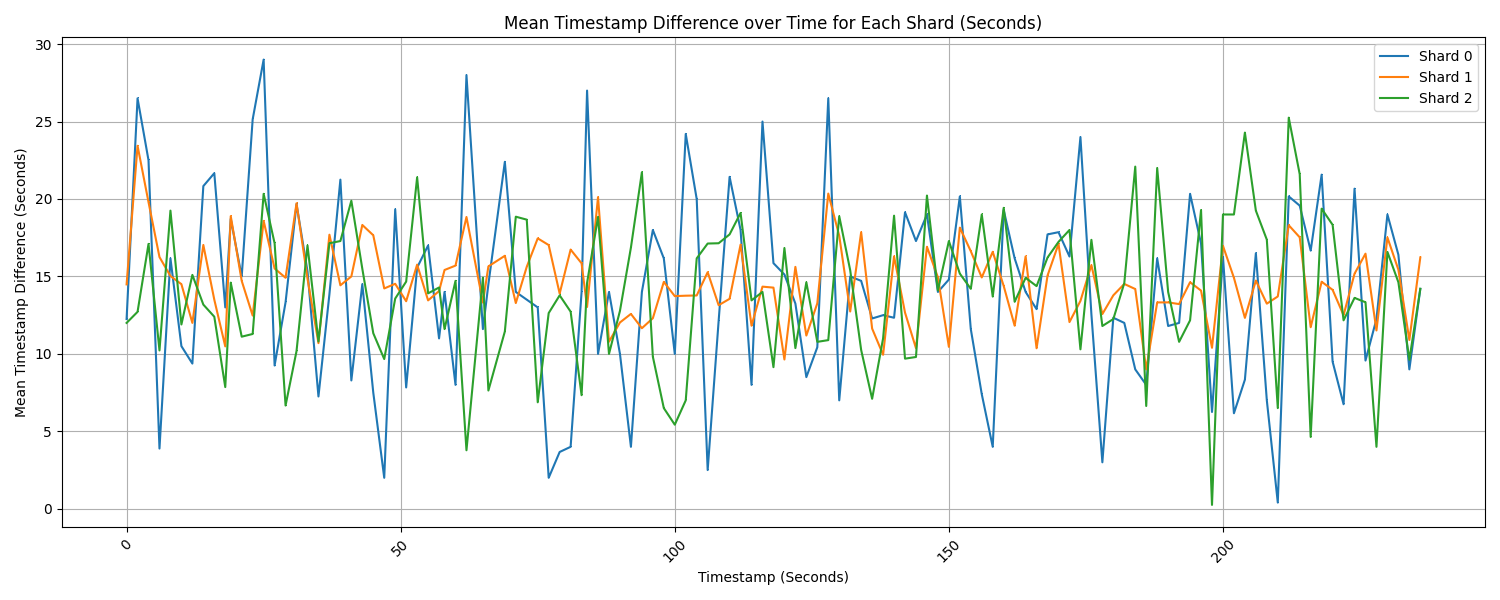 Mean Timestamp Difference over Time for Each Shard (Seconds)
Mean Timestamp Difference (Seconds)
30
25
20
15
10
5
0
Shard 0
Shard 1
Shard 2
0
50
100
150
200
Timestamp (Seconds)